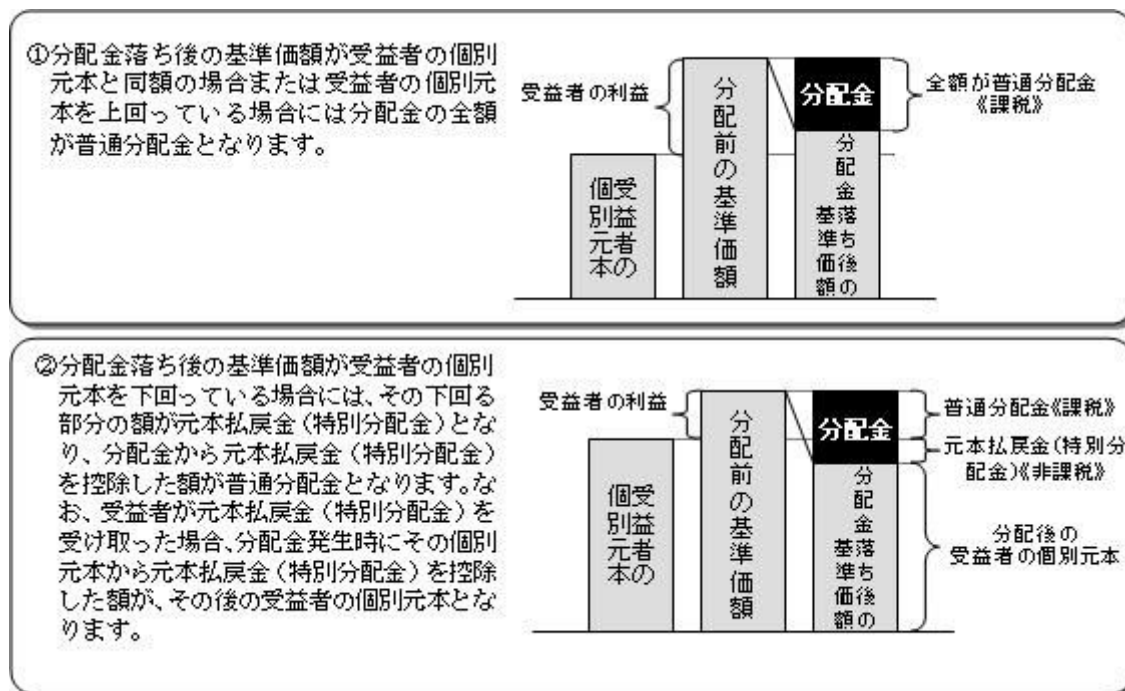 ①分配金落ち後の基準価額が受益者の個別
元本と同額の場合または受益者の個別元
本を上回っている場合には分配金の全額
が普通分配金となります。
受益者の利益
受益者の
個別元本
分配前の基準価額
分配金
分配金落ち後の
基準価額
全額が普通分配金
《課税》
②分配金落ち後の基準価額が受益者の個別
元本を下回っている場合には、その下回る
部分の額が元本払戻金(特別分配金)とな
り、分配金から元本払戻金(特別分配金)
を控除した額が普通分配金となります。な
お、受益者が元本払戻金(特別分配金)を
受け取った場合、分配金発生時にその個別
元本から元本払戻金(特別分配金)を控除
した額が、その後の受益者の個別元本とな
ります。
受益者の利益
受益者の
個別元本
分配前の基準価額
分配金
分配金落ち後の
基準価額
普通分配金《課税》
元本払戻金(特別分
配金)《非課税》
分配後の
受益者の個別元本